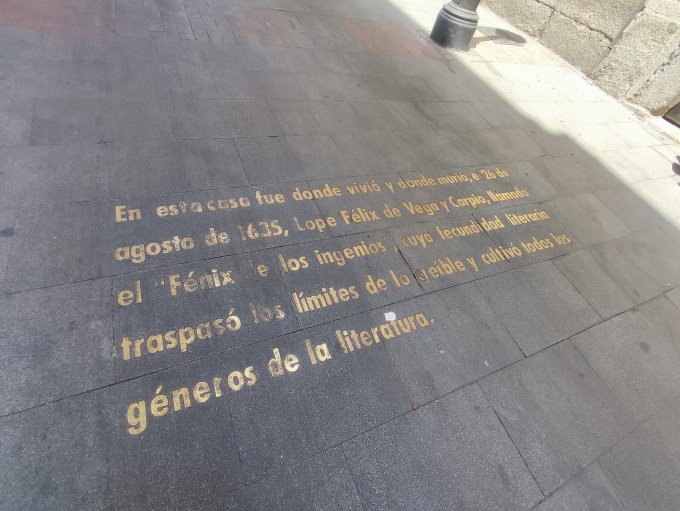 En esta casa fue donde vivió y donde murió, e 26 de
agosto de 1635, Lope Félix de Vega y Carpio, llamado
el "Fénix de los ingenios", cuya fecundidad literaria
traspasó los límites de lo creíble y cultivó todos los
géneros de la literatura.